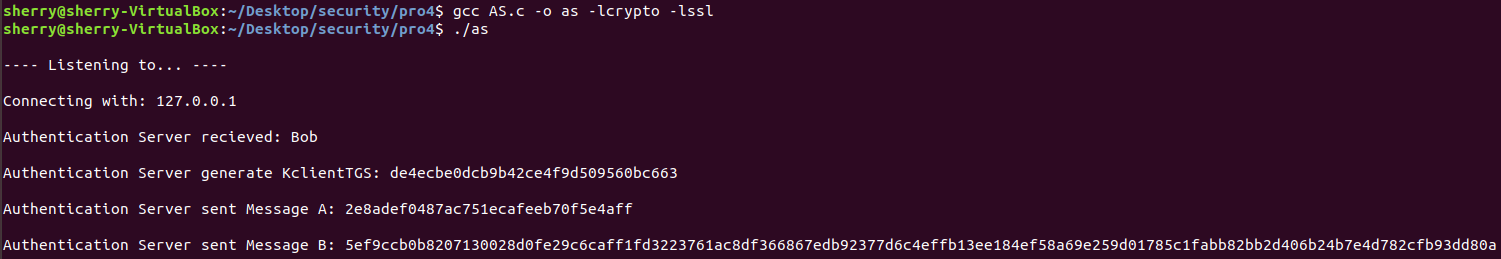 sherry@sherry-VirtualBox:~/Desktop/security/pro4$ gcc AS.c -o as -lcrypto -lssl
sherry@sherry-VirtualBox:~/Desktop/security/pro4$ ./as
---- Listening to... ----
Connecting with: 127.0.0.1
Authentication Server recieved: Bob
Authentication Server generate KclientTGS: de4ecbe0dcb9b42ce4f9d509560bc663
Authentication Server sent Message A: 2e8adef0487ac751ecafeeb70f5e4aff
Authentication Server sent Message B: 5ef9ccb0b8207130028d0fe29c6caff1fd3223761ac8df366867edb92377d6c4effb13ee184ef58a69e259d01785c1fabb82bb2d406b24b7e4d782cfb93dd80a